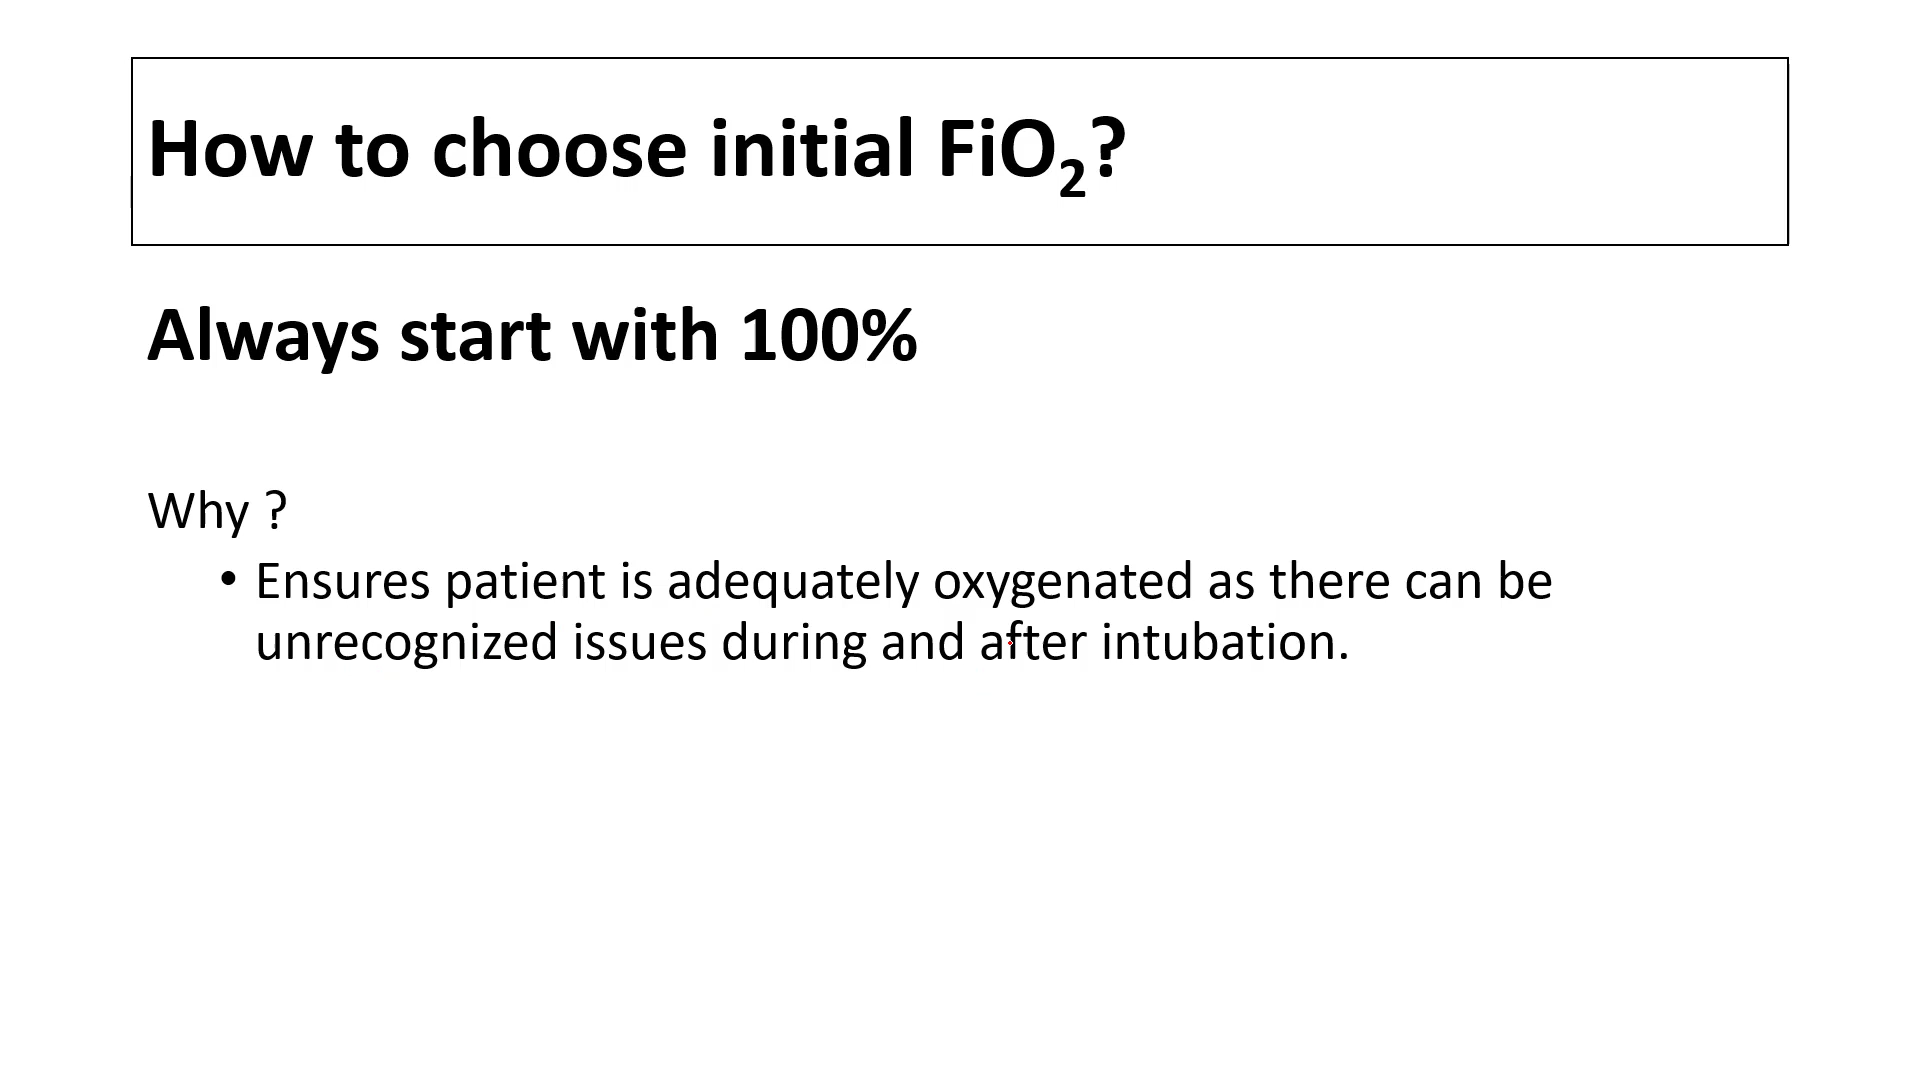 How to choose initial FiO₂?
Always start with 100%
Why ?
• Ensures patient is adequately oxygenated as there can be
unrecognized issues during and after intubation.